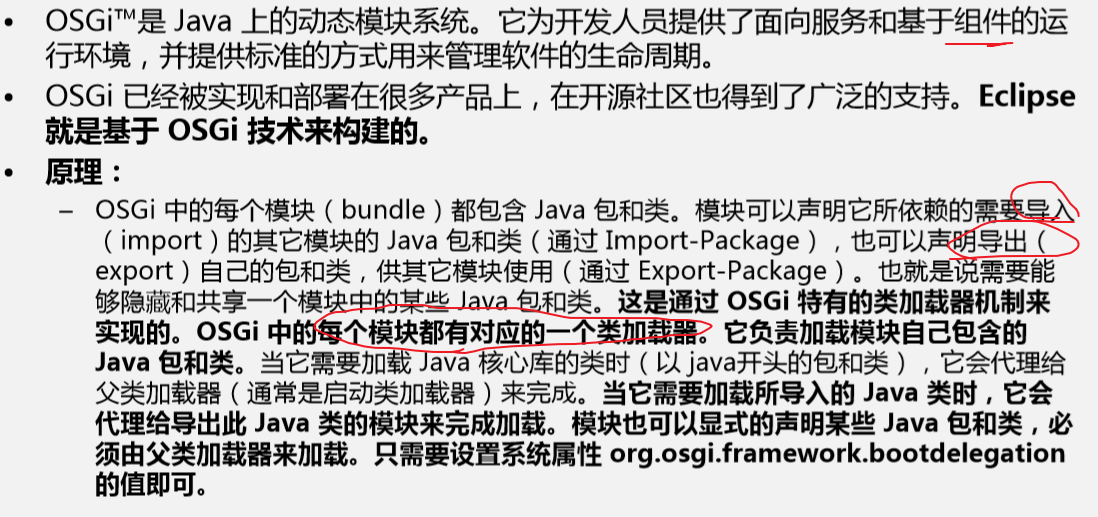 • OSGi™是 Java 上的动态模块系统。它为开发人员提供了面向服务和基于组件的运
行环境，并提供标准的方式用来管理软件的生命周期。
• OSGi 已经被实现和部署在很多产品上，在开源社区也得到了广泛的支持。Eclipse
就是基于 OSGi 技术来构建的。
• 原理：
– OSGi 中的每个模块（bundle）都包含 Java 包和类。模块可以声明它所依赖的需要导入
（import）的其它模块的 Java 包和类（通过 Import-Package），也可以声明导出（
export）自己的包和类，供其它模块使用（通过 Export-Package）。也就是说需要能
够隐藏和共享一个模块中的某些 Java 包和类。这是通过 OSGi 特有的类加载器机制来
实现的。OSGi 中的每个模块都有对应的一个类加载器。它负责加载模块自己包含的
Java 包和类。当它需要加载 Java 核心库的类时（以 java开头的包和类），它会代理给
父类加载器（通常是启动类加载器）来完成。当它需要加载所导入的 Java 类时，它会
代理给导出此 Java 类的模块来完成加载。模块也可以显式的声明某些 Java 包和类，必
须由父类加载器来加载。只需要设置系统属性 org.osgi.framework.bootdelegation
的值即可。